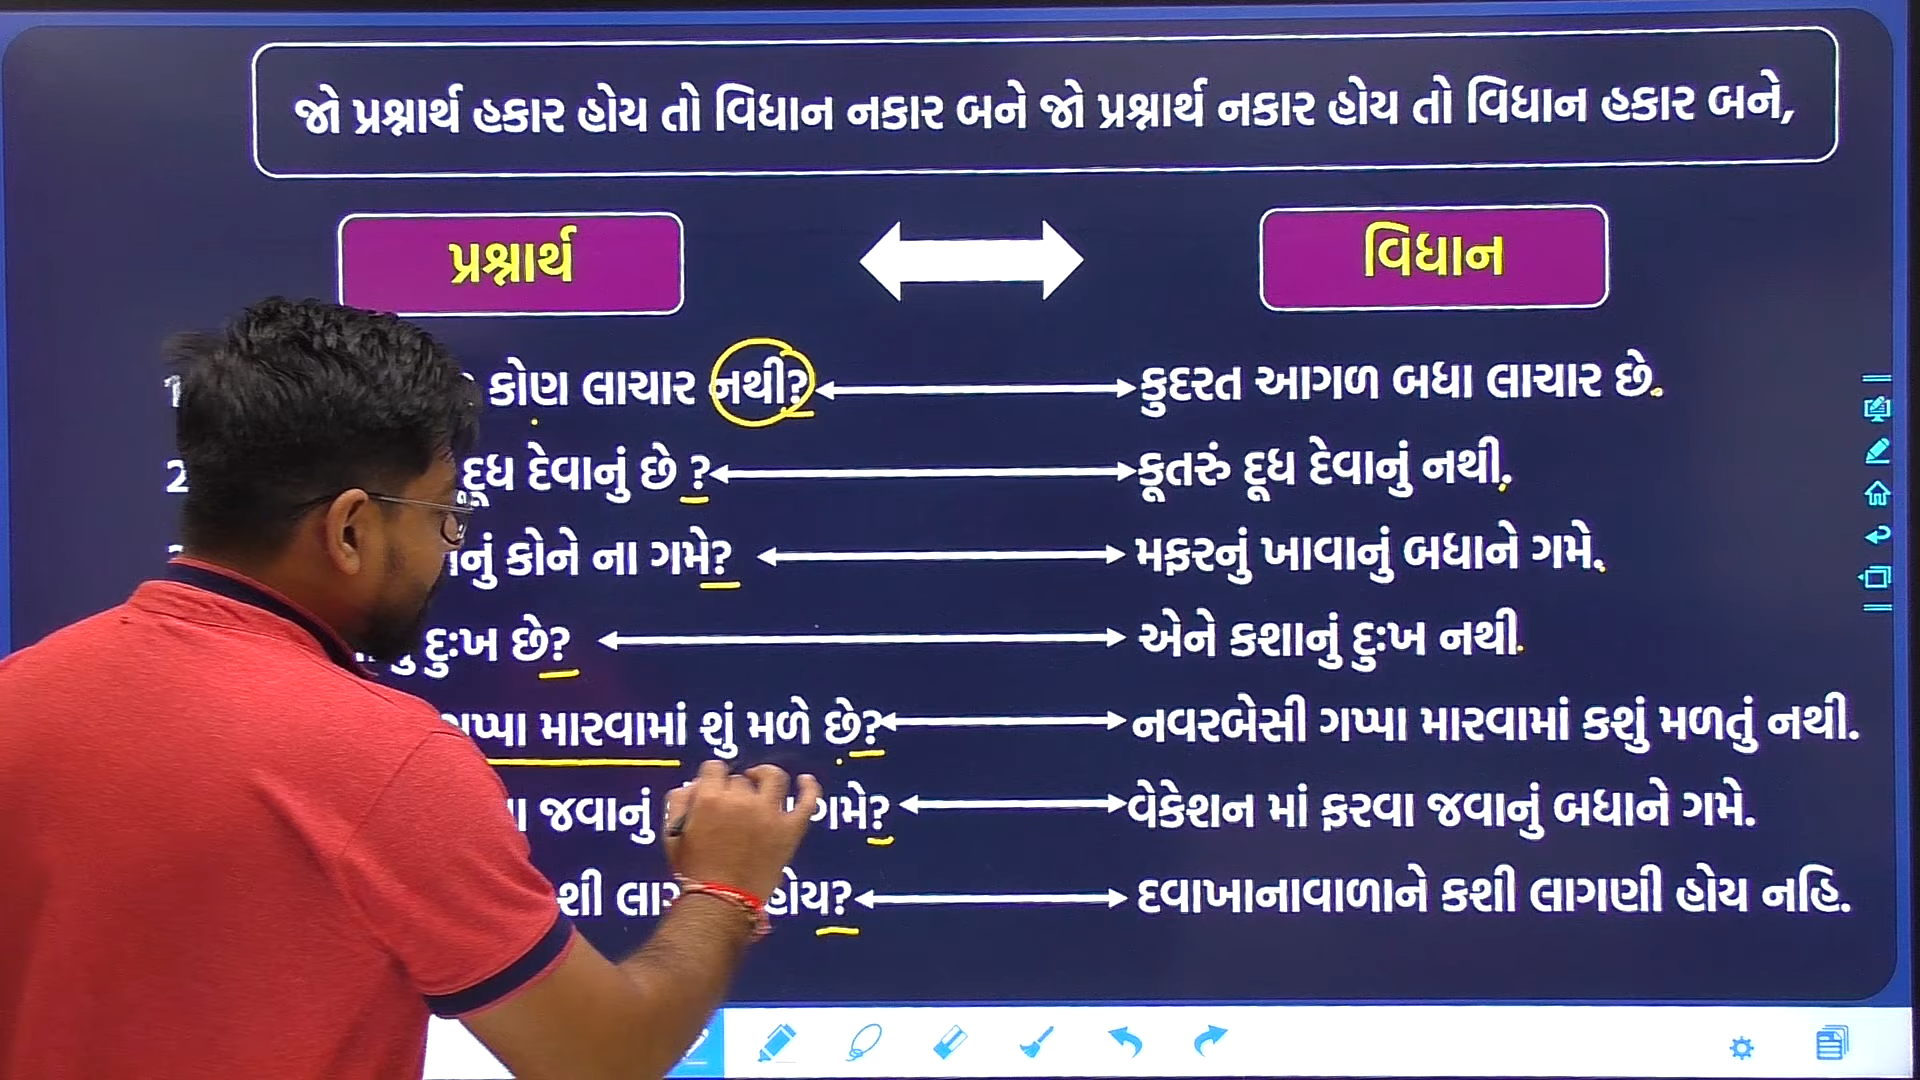 જો પ્રશ્નાર્થ હકાર હોય તો વિધાન નકાર બને જો પ્રશ્નાર્થ નકાર હોય તો વિધાન હકાર બને,
પ્રશ્નાર્થ વિધાન
કોણ લાચાર નથી? કુદરત આગળ બધા લાચાર છે.
2 દૂધ દેવાનું છે ? કૂતરું દૂધ દેવાનું નથી.
કોને ના ગમે? મફરનું ખાવાનું બધાને ગમે.
દુઃખ છે? એને કશાનું દુઃખ નથી.
ગપ્પા મારવામાં શું મળે છે? નવરબેસી ગપ્પા મારવામાં કશું મળતું નથી.
જવાનું ગમે? વેકેશન માં ફરવા જવાનું બધાને ગમે.
હોય? દવાખાનાવાળાને કશી લાગણી હોય નહિ.